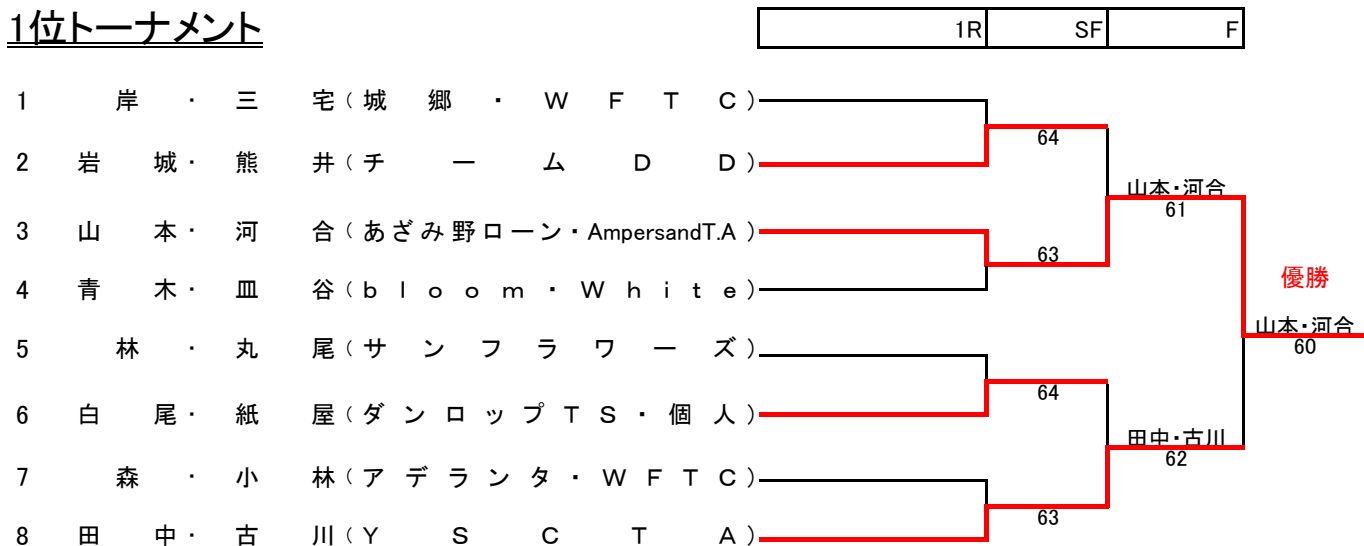 1位トーナメント
1R SF F
1 岸・三宅(城郷・WFTC)
64
2 岩城・熊井(チームDD)
山本・河合
61
3 山本・河合(あざみ野ローン・AmpersandT.A)
63
4 青木・皿谷(bloom・White)
優勝
山本・河合
60
5 林・丸尾(サンフラワーズ)
64
6 白尾・紙屋(ダンロップTS・個人)
田中・古川
62
7 森・小林(アデランタ・WFTC)
63
8 田中・古川(YSCTA)